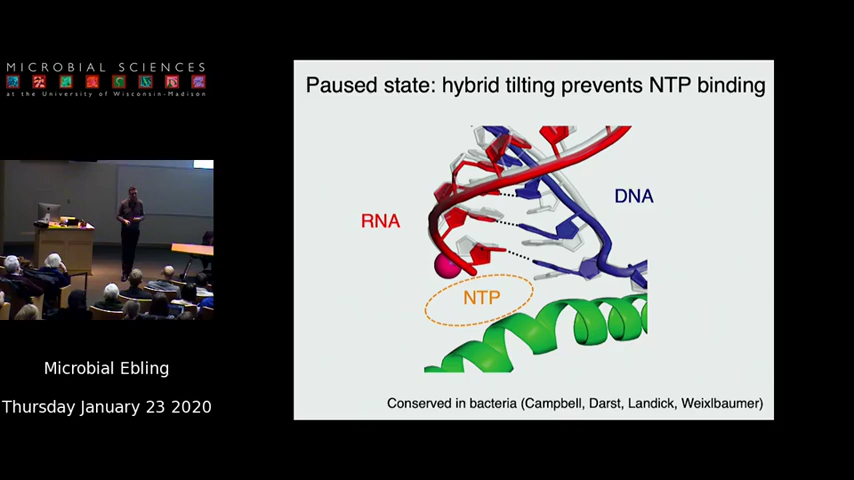 MICROBIAL SCIENCES
at the University of Wisconsin-Madison
Microbial Ebling
Thursday January 23 2020
Paused state: hybrid tilting prevents NTP binding
RNA
DNA
NTP
Conserved in bacteria (Campbell, Darst, Landick, Weixlbaumer)